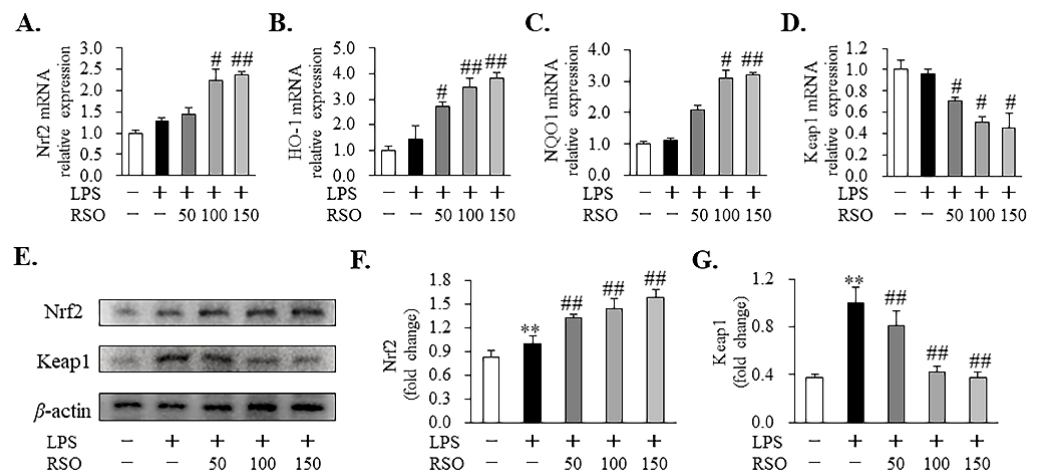 A.
Nrf2 mRNA
relative expression
3.0
2.5
2.0
1.5
1.0
0.5
0.0
# ##
LPS − + + + +
RSO − − 50 100 150
B.
HO-1 mRNA
relative expression
5.0
4.0
3.0
2.0
1.0
0.0
# ## ##
LPS − + + + +
RSO − − 50 100 150
C.
NQO1 mRNA
relative expression
4.0
3.0
2.0
1.0
0.0
# ##
LPS − + + + +
RSO − − 50 100 150
D.
Keap1 mRNA
relative expression
1.2
1.0
0.8
0.6
0.4
0.2
0.0
# # #
LPS − + + + +
RSO − − 50 100 150
E.
Nrf2
Keap1
β-actin
LPS − + + + +
RSO − − 50 100 150
F.
Nrf2
(fold change)
1.8
1.5
1.2
0.9
0.6
0.3
0.0
** ## ## ##
LPS − + + + +
RSO − − 50 100 150
G.
Keap1
(fold change)
1.2
0.8
0.4
0.0
** ## ## ##
LPS − + + + +
RSO − − 50 100 150